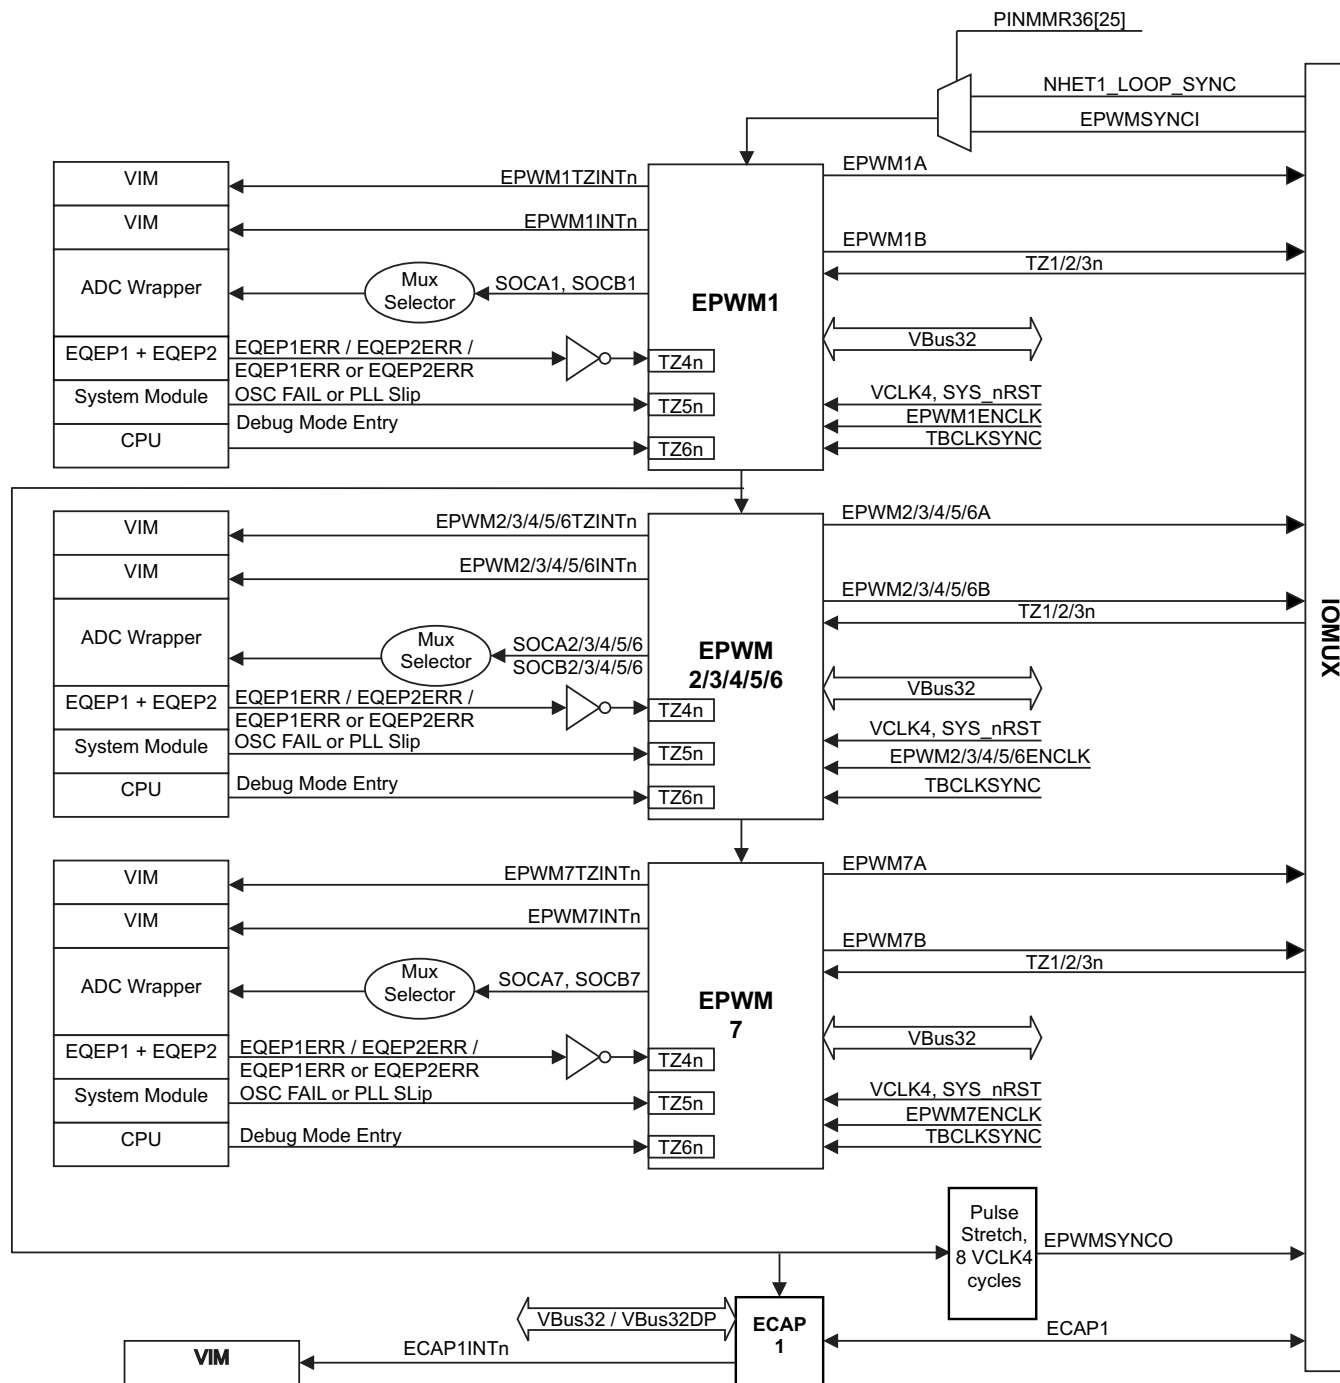 PINMMR36[25]
NHET1_LOOP_SYNC
EPWMSYNCI
VIM
EPWM1TZINTn
EPWM1A
VIM
EPWM1INTn
EPWM1B
TZ1/2/3n
ADC Wrapper
Mux
Selector
SOCA1, SOCB1
EPWM1
VBus32
EQEP1 + EQEP2
EQEP1ERR / EQEP2ERR /
EQEP1ERR or EQEP2ERR
TZ4n
System Module
OSC FAIL or PLL Slip
TZ5n
VCLK4, SYS_nRST
EPWM1ENCLK
CPU
Debug Mode Entry
TZ6n
TBCLKSYNC
VIM
EPWM2/3/4/5/6TZINTn
EPWM2/3/4/5/6A
VIM
EPWM2/3/4/5/6INTn
EPWM2/3/4/5/6B
TZ1/2/3n
IOMUX
ADC Wrapper
Mux
Selector
SOCA2/3/4/5/6
SOCB2/3/4/5/6
EPWM
2/3/4/5/6
VBus32
EQEP1 + EQEP2
EQEP1ERR / EQEP2ERR /
EQEP1ERR or EQEP2ERR
TZ4n
System Module
OSC FAIL or PLL Slip
TZ5n
VCLK4, SYS_nRST
EPWM2/3/4/5/6ENCLK
CPU
Debug Mode Entry
TZ6n
TBCLKSYNC
VIM
EPWM7TZINTn
EPWM7A
VIM
EPWM7INTn
EPWM7B
TZ1/2/3n
ADC Wrapper
Mux
Selector
SOCA7, SOCB7
EPWM
7
VBus32
EQEP1 + EQEP2
EQEP1ERR / EQEP2ERR /
EQEP1ERR or EQEP2ERR
TZ4n
System Module
OSC FAIL or PLL SLip
TZ5n
VCLK4, SYS_nRST
EPWM7ENCLK
CPU
Debug Mode Entry
TZ6n
TBCLKSYNC
Pulse
Stretch,
8 VCLK4
cycles
EPWMSYNCO
VBus32 / VBus32DP
ECAP
1
ECAP1
VIM
ECAP1INTn